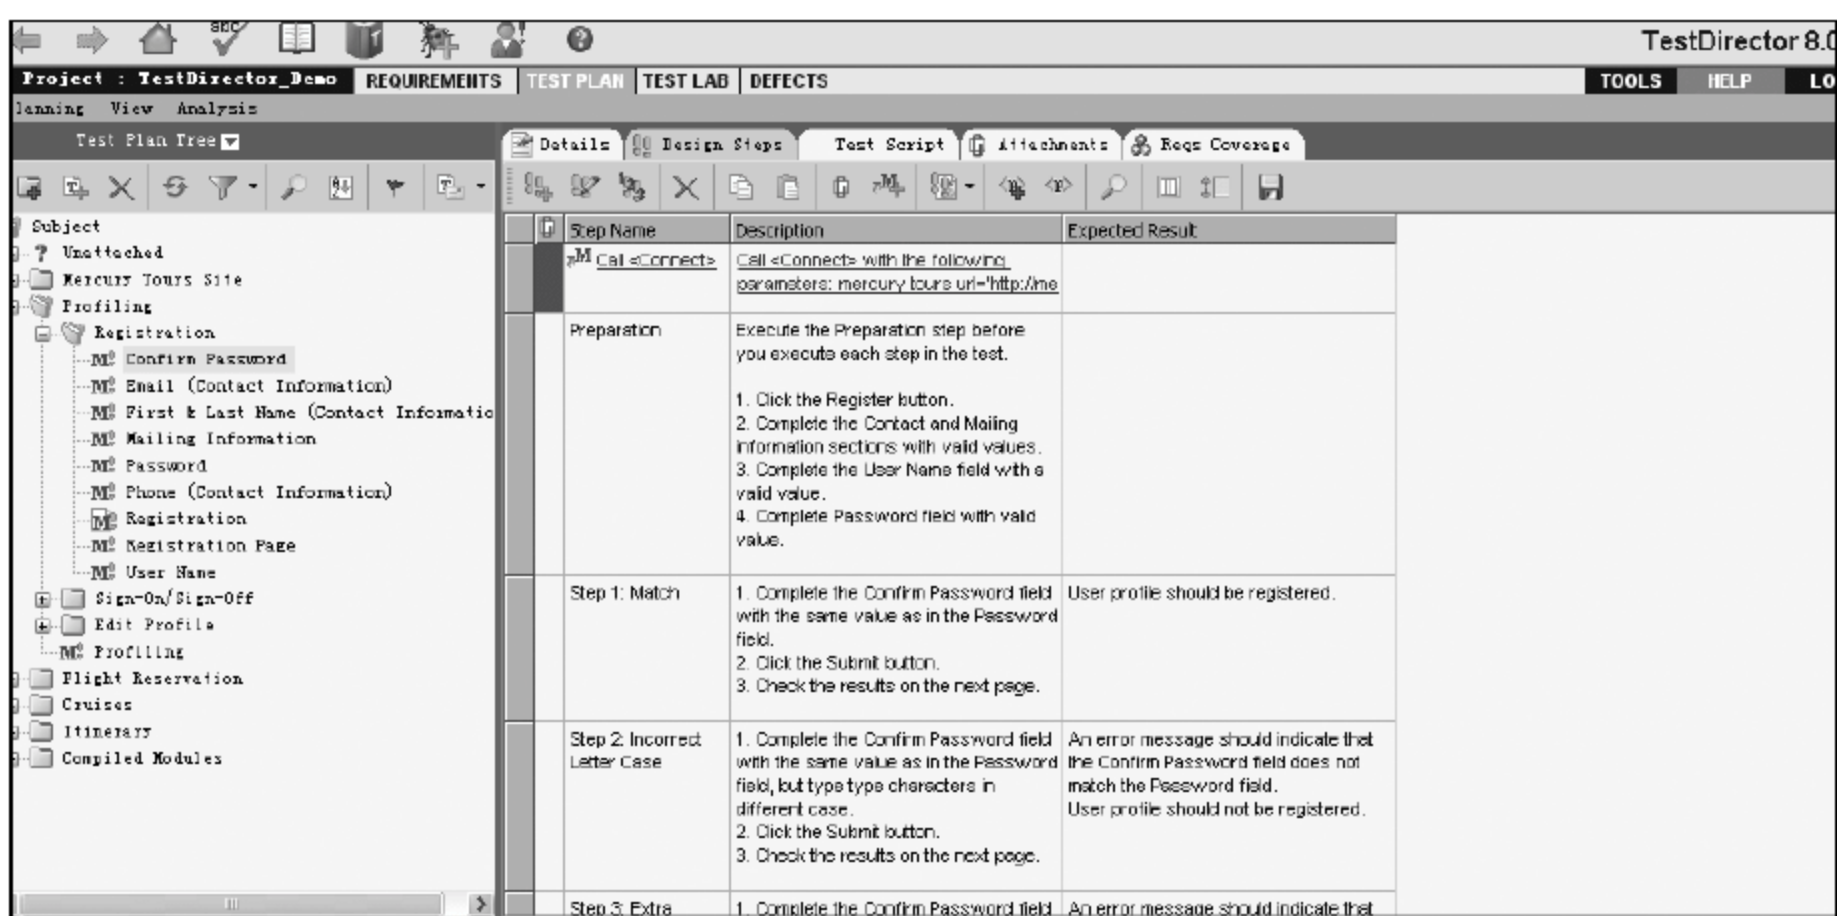 TestDirector 8.0
Project : TestDirector_Demo REQUIREMENTS TEST PLAN TEST LAB DEFECTS TOOLS HELP LO
lanning View Analysis
Test Plan Tree
Details Design Steps Test Script Attachments Reqs Coverage
Subject
Unattached
Mercury Tours Site
Profiling
Registration
Confirm Password
Email (Contact Information)
First & Last Name (Contact Informatio
Mailing Information
Password
Phone (Contact Information)
Registration
Registration Page
User Name
Sign-On/Sign-Off
Edit Profile
Profiling
Flight Reservation
Cruises
Itinerary
Compiled Modules
Step Name Description Expected Result
Call <Connect>
Call <Connect> with the following
parameters: mercury tours url='http://me
Preparation
Execute the Preparation step before
you execute each step in the test.
1. Click the Register button.
2. Complete the Contact and Mailing
information sections with valid values.
3. Complete the User Name field with a
valid value.
4. Complete Password field with valid
value.
Step 1: Match
1. Complete the Confirm Password field
with the same value as in the Password
field.
2. Click the Submit button.
3. Check the results on the next page.
User profile should be registered.
Step 2: Incorrect
Letter Case
1. Complete the Confirm Password field
with the same value as in the Password
field, but type type characters in
different case.
2. Click the Submit button.
3. Check the results on the next page.
An error message should indicate that
the Confirm Password field does not
match the Password field.
User profile should not be registered.
Step 3: Extra
1. Complete the Confirm Password field
An error message should indicate that